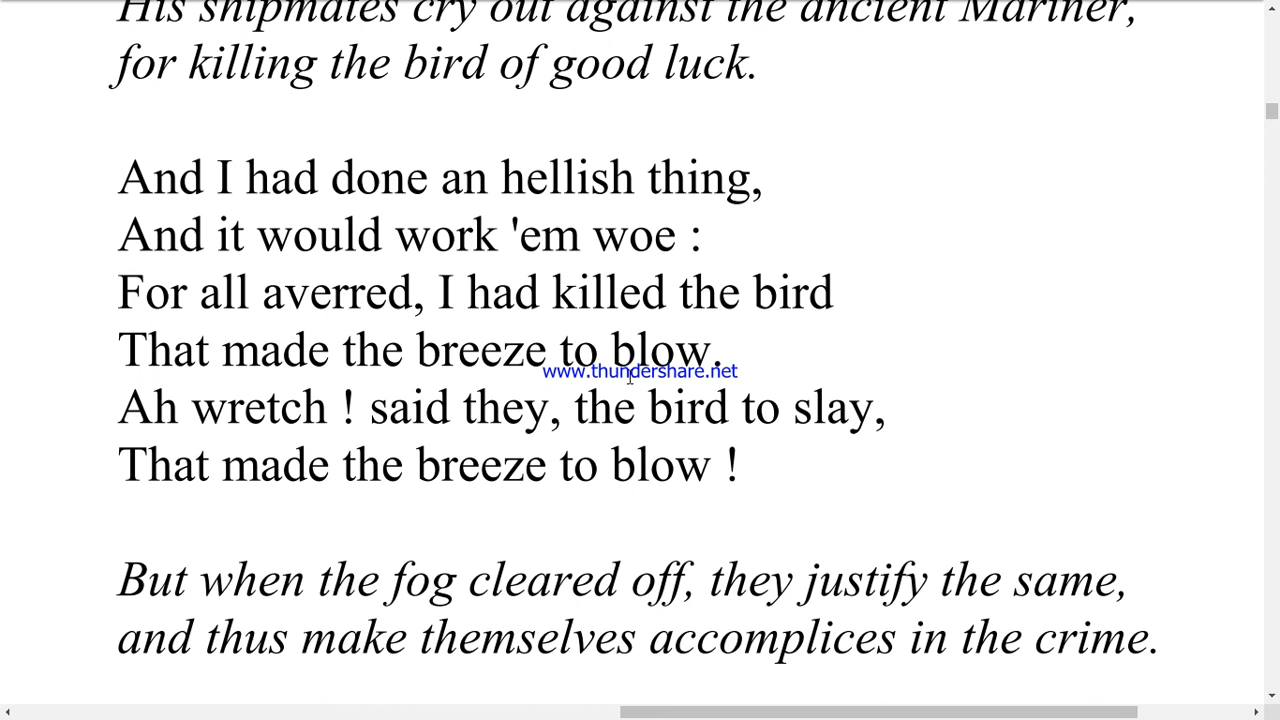 His shipmates cry out against the ancient Mariner,
for killing the bird of good luck.
And I had done an hellish thing,
And it would work 'em woe :
For all averred, I had killed the bird
That made the breeze to blow.
www.thundershare.net
Ah wretch ! said they, the bird to slay,
That made the breeze to blow !
But when the fog cleared off, they justify the same,
and thus make themselves accomplices in the crime.